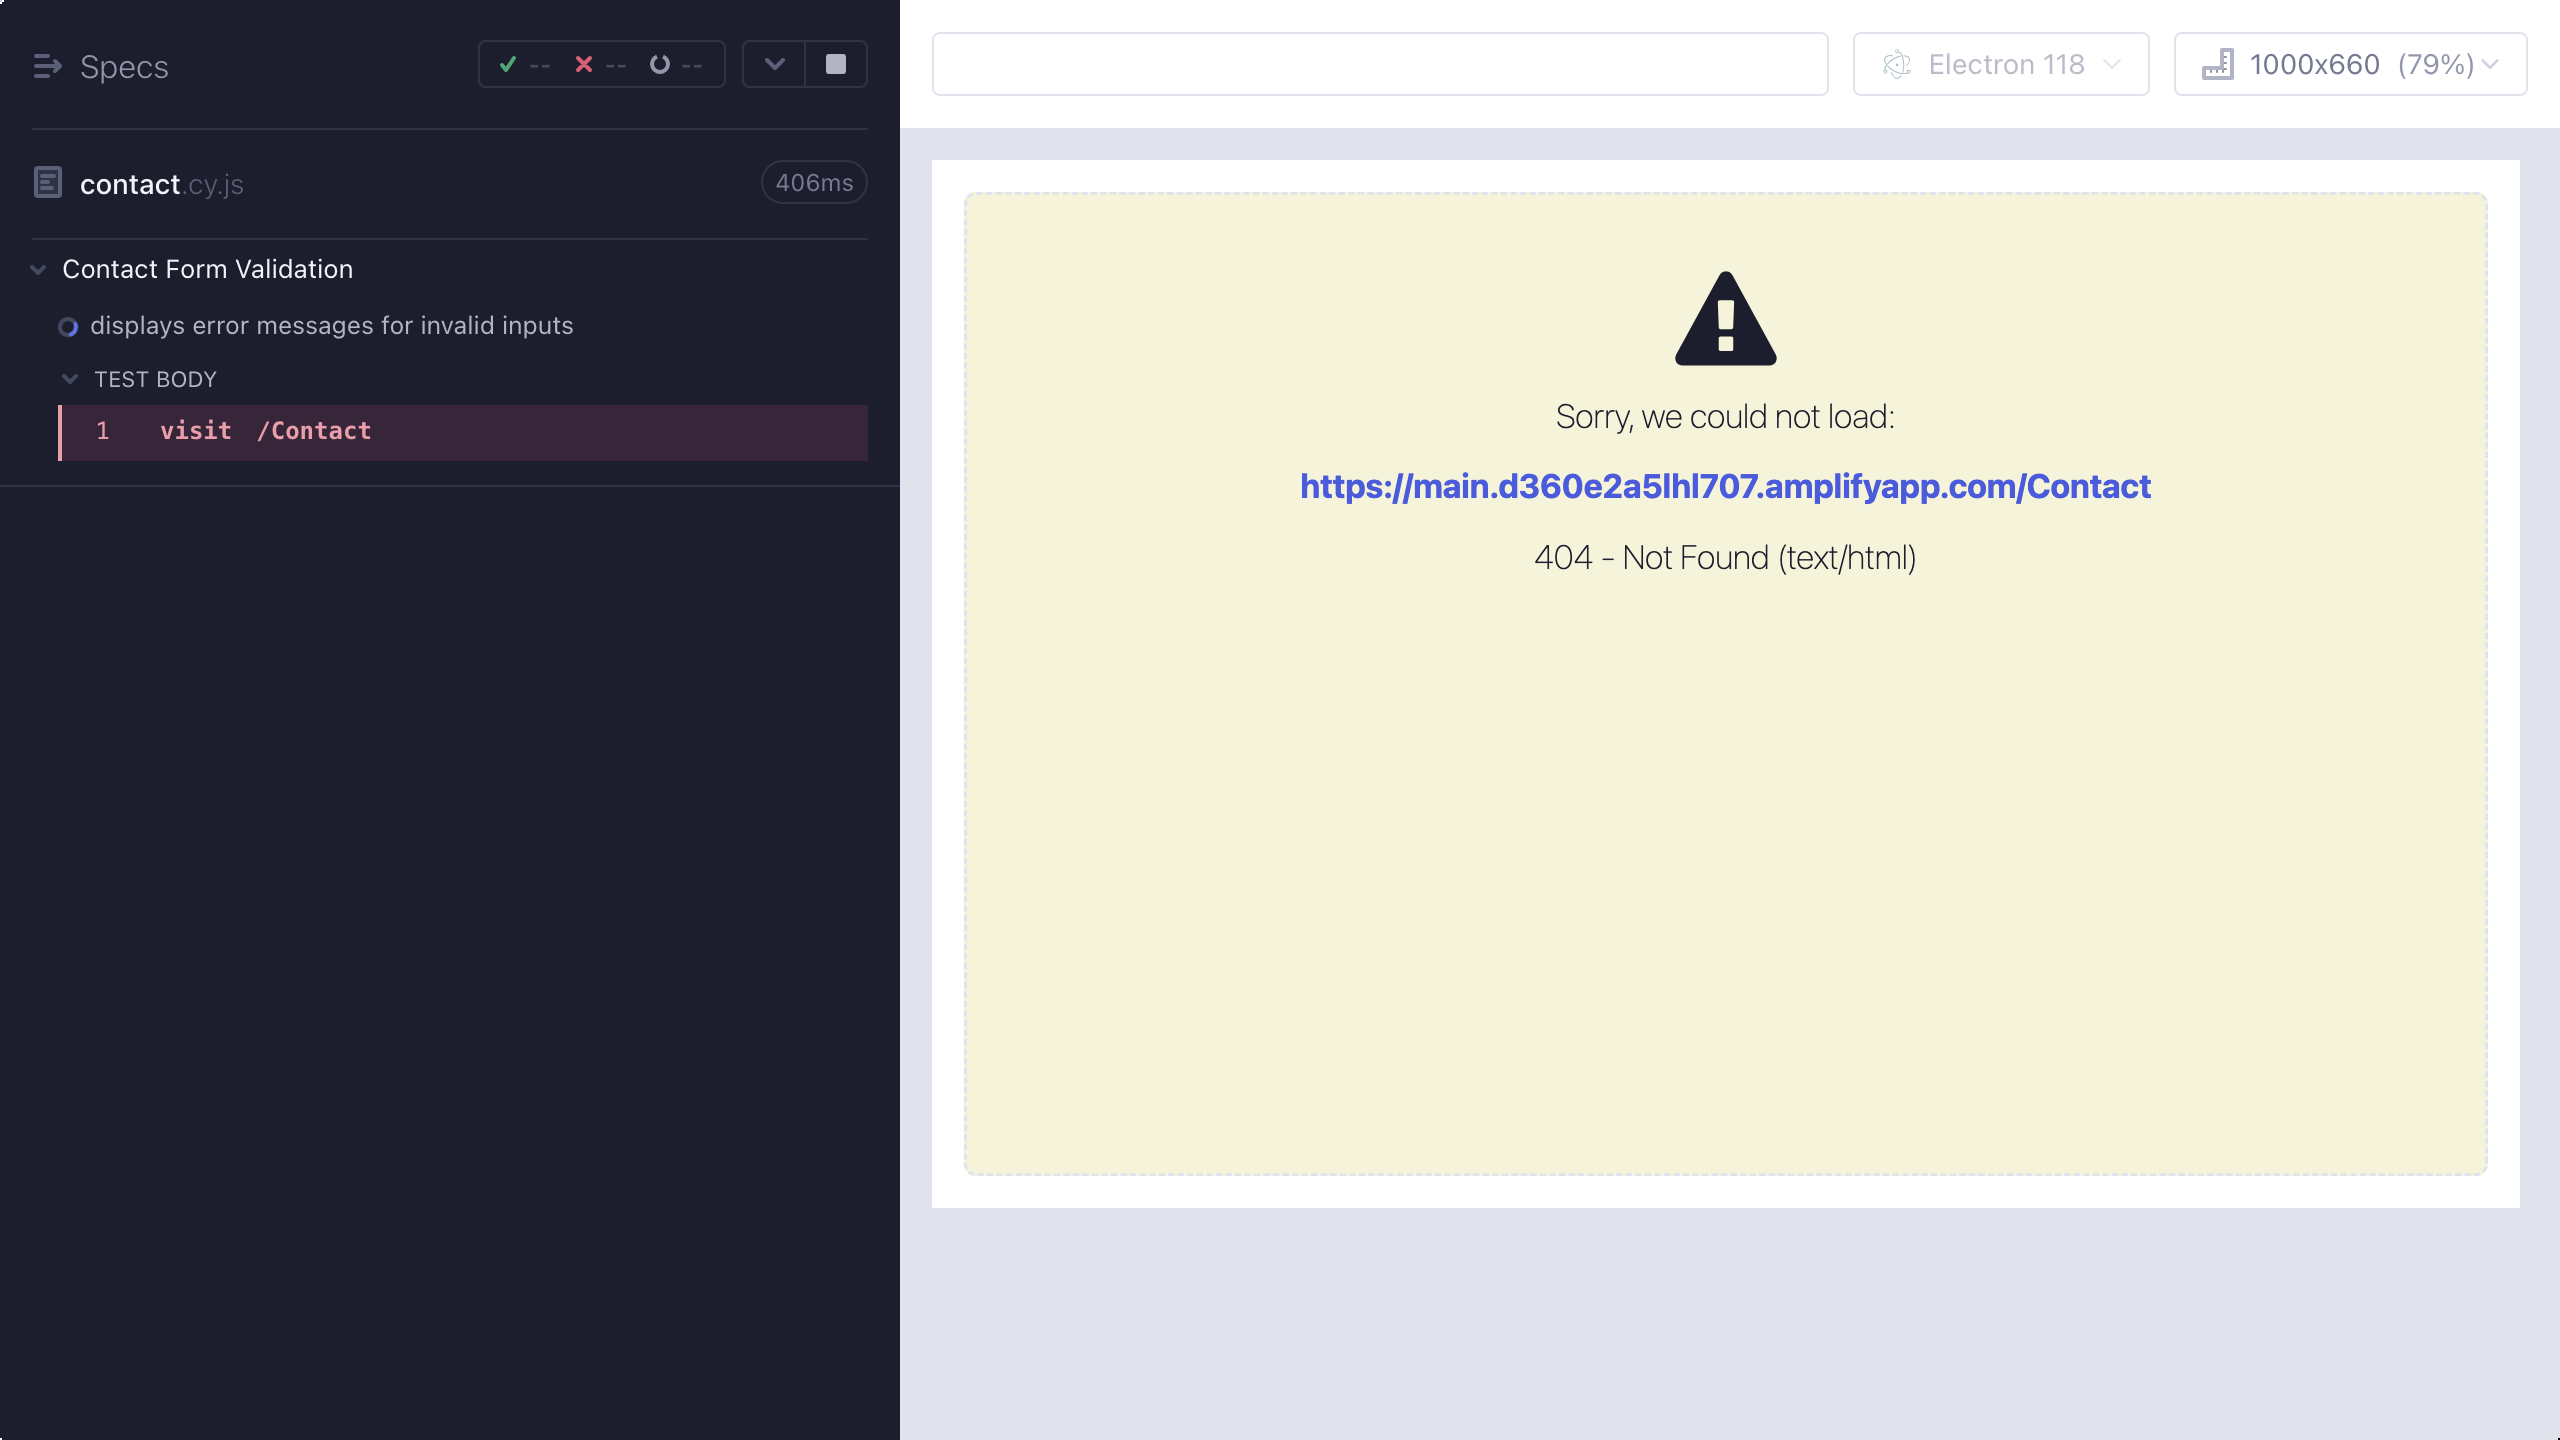 Specs
-- -- --
contact.cy.js
406ms
Contact Form Validation
displays error messages for invalid inputs
TEST BODY
1 visit /Contact
Electron 118
1000x660 (79%)
Sorry, we could not load:
https://main.d360e2a5lhl707.amplifyapp.com/Contact
404 - Not Found (text/html)